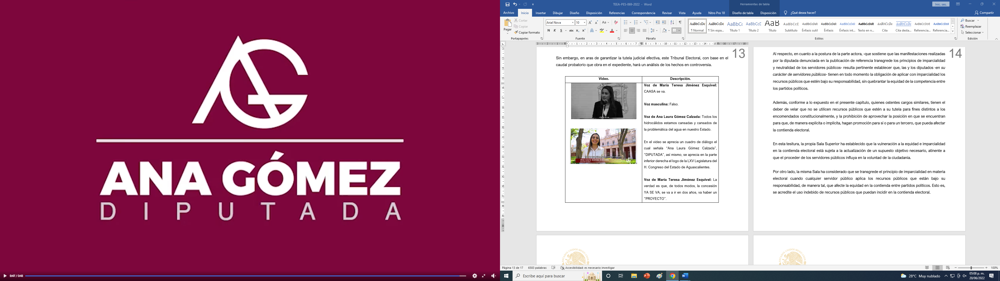 ANA GÓMEZ
DIPUTADA
0:47 / 0:48
TEEA-PES-069-2022 - Word
Herramientas de tabla
Inic. ses.
Archivo Inicio Insertar Dibujar Diseño Disposición Referencias Correspondencia Revisar Vista Ayuda Nitro Pro 10 Diseño de tabla Disposición ¿Qué desea hacer? Compartir
Pegar
Cortar
Copiar
Copiar formato
Portapapeles
Arial Nova 10
Fuente
Párrafo
AaBbCcDc AaBbCcDc AaBbCc AaBbCcE AaB AaBbCcD AaBbCcDdE AaBbCcDdE AaBbCcDdE AaBbCcDdE AaBbCcDc AaBbCcDc AABBCCDDE AABBCCDDE
¶ Normal ¶ Sin espa... Título 1 Título 2 Título Subtítulo Énfasis sutil Énfasis Énfasis int... Texto en n... Cita Cita desta... Referencia... Referencia...
Estilos
Buscar
Reemplazar
Seleccionar
Edición
13
Sin embargo, en aras de garantizar la tutela judicial efectiva, este Tribunal Electoral, con base en el
caudal probatorio que obra en el expediente, hará un análisis de los hechos en controversia.
Video. Descripción.
CAASA se va-
Ana Laura Gómez Calzada
DIPUTADA
LXV
Voz de María Teresa Jiménez Esquivel:
CAASA se va.
Voz masculina: Falso.
Voz de Ana Laura Gómez Calzada: Todos los
hidrocálidos estamos cansadas y cansados de
la problemática del agua en nuestro Estado.
En el video se aprecia un cuadro de diálogo el
cual señala “Ana Laura Gómez Calzada”,
“DIPUTADA”, así mismo, se aprecia en la parte
inferior derecha el logo de la LXV Legislatura del
H. Congreso del Estado de Aguascalientes.
Voz de María Teresa Jiménez Esquivel: La
verdad es que, de todos modos, la concesión
YA SE VA, se va a ir en dos años, va haber un
“PROYECTO”.
14
Al respecto, en cuanto a la postura de la parte actora, -que sostiene que las manifestaciones realizadas
por la diputada denunciada en la publicación de referencia transgrede los principios de imparcialidad
y neutralidad de los servidores públicos- resulta pertinente establecer que, las y los diputados -en su
carácter de servidores públicos- tienen en todo momento la obligación de aplicar con imparcialidad los
recursos públicos que estén bajo su responsabilidad, sin quebrantar la equidad de la competencia entre
los partidos políticos.
Además, conforme a lo expuesto en el presente capítulo, quienes ostentes cargos similares, tienen el
deber de velar que no se utilicen recursos públicos que estén a su tutela para fines distintos a los
encomendados constitucionalmente, y la prohibición de aprovechar la posición en que se encuentran
para que, de manera explícita o implícita, hagan promoción para sí o para un tercero, que pueda afectar
la contienda electoral.
En esta tesitura, la propia Sala Superior ha establecido que la vulneración a la equidad e imparcialidad
en la contienda electoral está sujeta a la actualización de un supuesto objetivo necesario, atinente a
que el proceder de los servidores públicos influya en la voluntad de la ciudadanía.
Por otro lado, la misma Sala ha considerado que se transgrede el principio de imparcialidad en materia
electoral cuando cualquier servidor público aplica los recursos públicos que están bajo su
responsabilidad, de manera tal, que afecte la equidad en la contienda entre partidos políticos. Esto es,
se acredite el uso indebido de recursos públicos que puedan incidir en la contienda electoral.
ESTADOS UNIDOS MEXICANOS
ESTADOS UNIDOS MEXICANOS
Página 13 de 17 6583 palabras Accesibilidad: es necesario investigar
100%
Escribe aquí para buscar
28°C Muy nublado
05:08 p. m.
20/06/2022